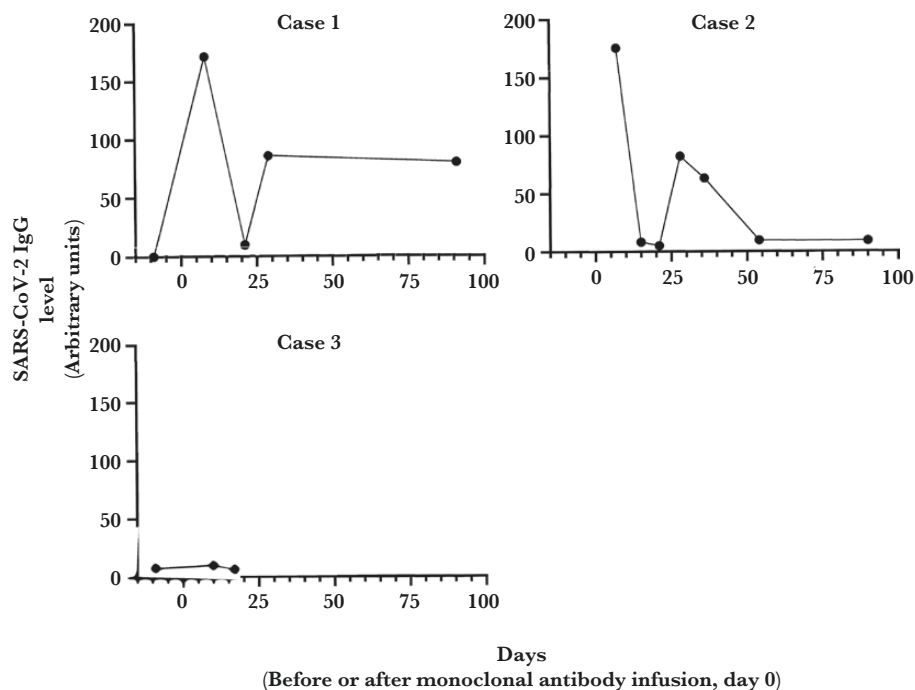 Case 1
200
150
100
50
0
0 25 50 75 100
Case 2
200
150
100
50
0
0 25 50 75 100
SARS-CoV-2 IgG
level
(Arbitrary units)
Case 3
200
150
100
50
0
0 25 50 75 100
Days
(Before or after monoclonal antibody infusion, day 0)